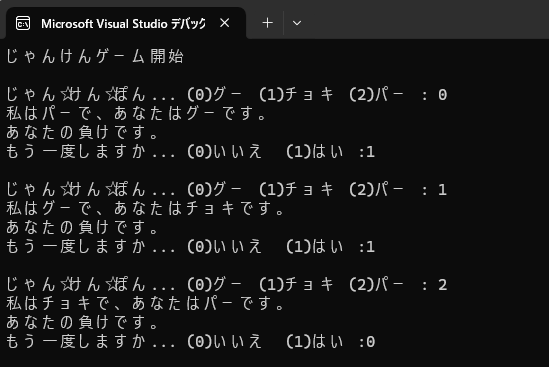 Microsoft Visual Studio デバッグ
じゃんけんゲーム開始
じゃん☆けん☆ぽん... (0)グー (1)チョキ (2)パー : 0
私はパーで、あなたはグーです。
あなたの負けです。
もう一度しますか... (0)いいえ (1)はい :1
じゃん☆けん☆ぽん... (0)グー (1)チョキ (2)パー : 1
私はグーで、あなたはチョキです。
あなたの負けです。
もう一度しますか... (0)いいえ (1)はい :1
じゃん☆けん☆ぽん... (0)グー (1)チョキ (2)パー : 2
私はチョキで、あなたはパーです。
あなたの負けです。
もう一度しますか... (0)いいえ (1)はい :0